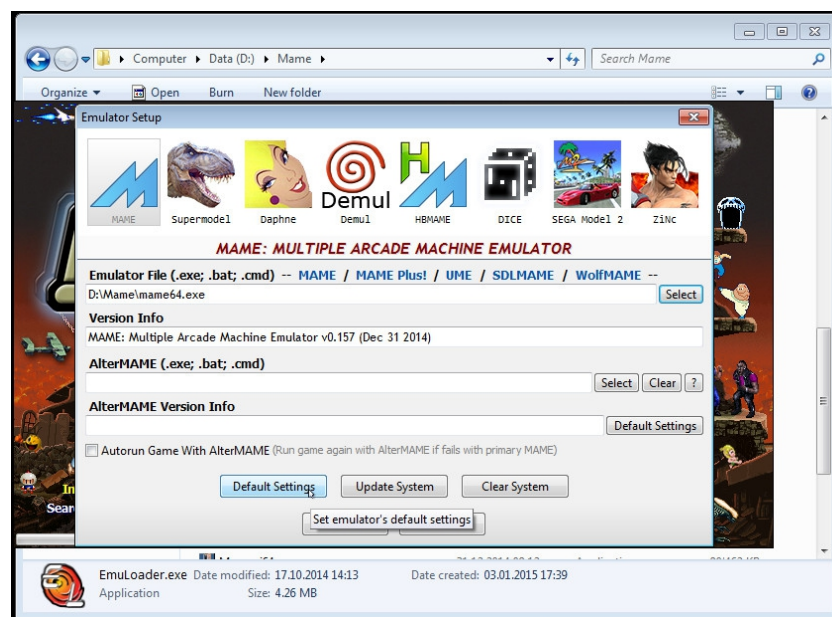 Computer ▸ Data (D:) ▸ Mame ▸
Search Mame
Organize ▼ Open Burn New folder
Emulator Setup
MAME Supermodel Daphne Demul Demul HBMAME DICE SEGA Model 2 ZiNc
MAME: MULTIPLE ARCADE MACHINE EMULATOR
Emulator File (.exe; .bat; .cmd) -- MAME / MAME Plus! / UME / SDLMAME / WolfMAME --
D:\Mame\mame64.exe Select
Version Info
MAME: Multiple Arcade Machine Emulator v0.157 (Dec 31 2014)
AlterMAME (.exe; .bat; .cmd)
Select Clear ?
AlterMAME Version Info
Default Settings
Autorun Game With AlterMAME (Run game again with AlterMAME if fails with primary MAME)
Default Settings Update System Clear System
In
Sear
Set emulator's default settings
EmuLoader.exe Date modified: 17.10.2014 14:13 Date created: 03.01.2015 17:39
Application Size: 4.26 MB